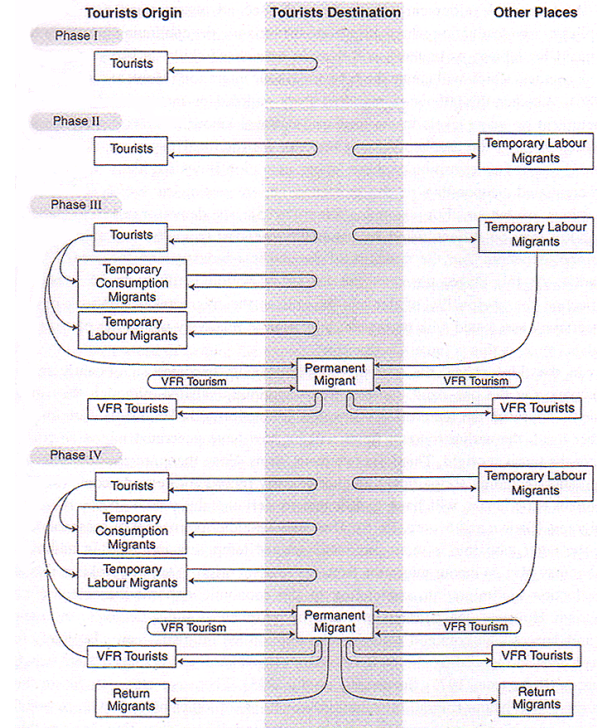 Tourists Origin Tourists Destination Other Places
Phase I
Tourists
Phase II
Tourists
Temporary Labour
Migrants
Phase III
Tourists
Temporary Labour
Migrants
Temporary
Consumption
Migrants
Temporary
Labour Migrants
Permanent
Migrant
VFR Tourism
VFR Tourism
VFR Tourists
VFR Tourists
Phase IV
Tourists
Temporary Labour
Migrants
Temporary
Consumption
Migrants
Temporary
Labour Migrants
Permanent
Migrant
VFR Tourism
VFR Tourism
VFR Tourists
VFR Tourists
Return
Migrants
Return
Migrants